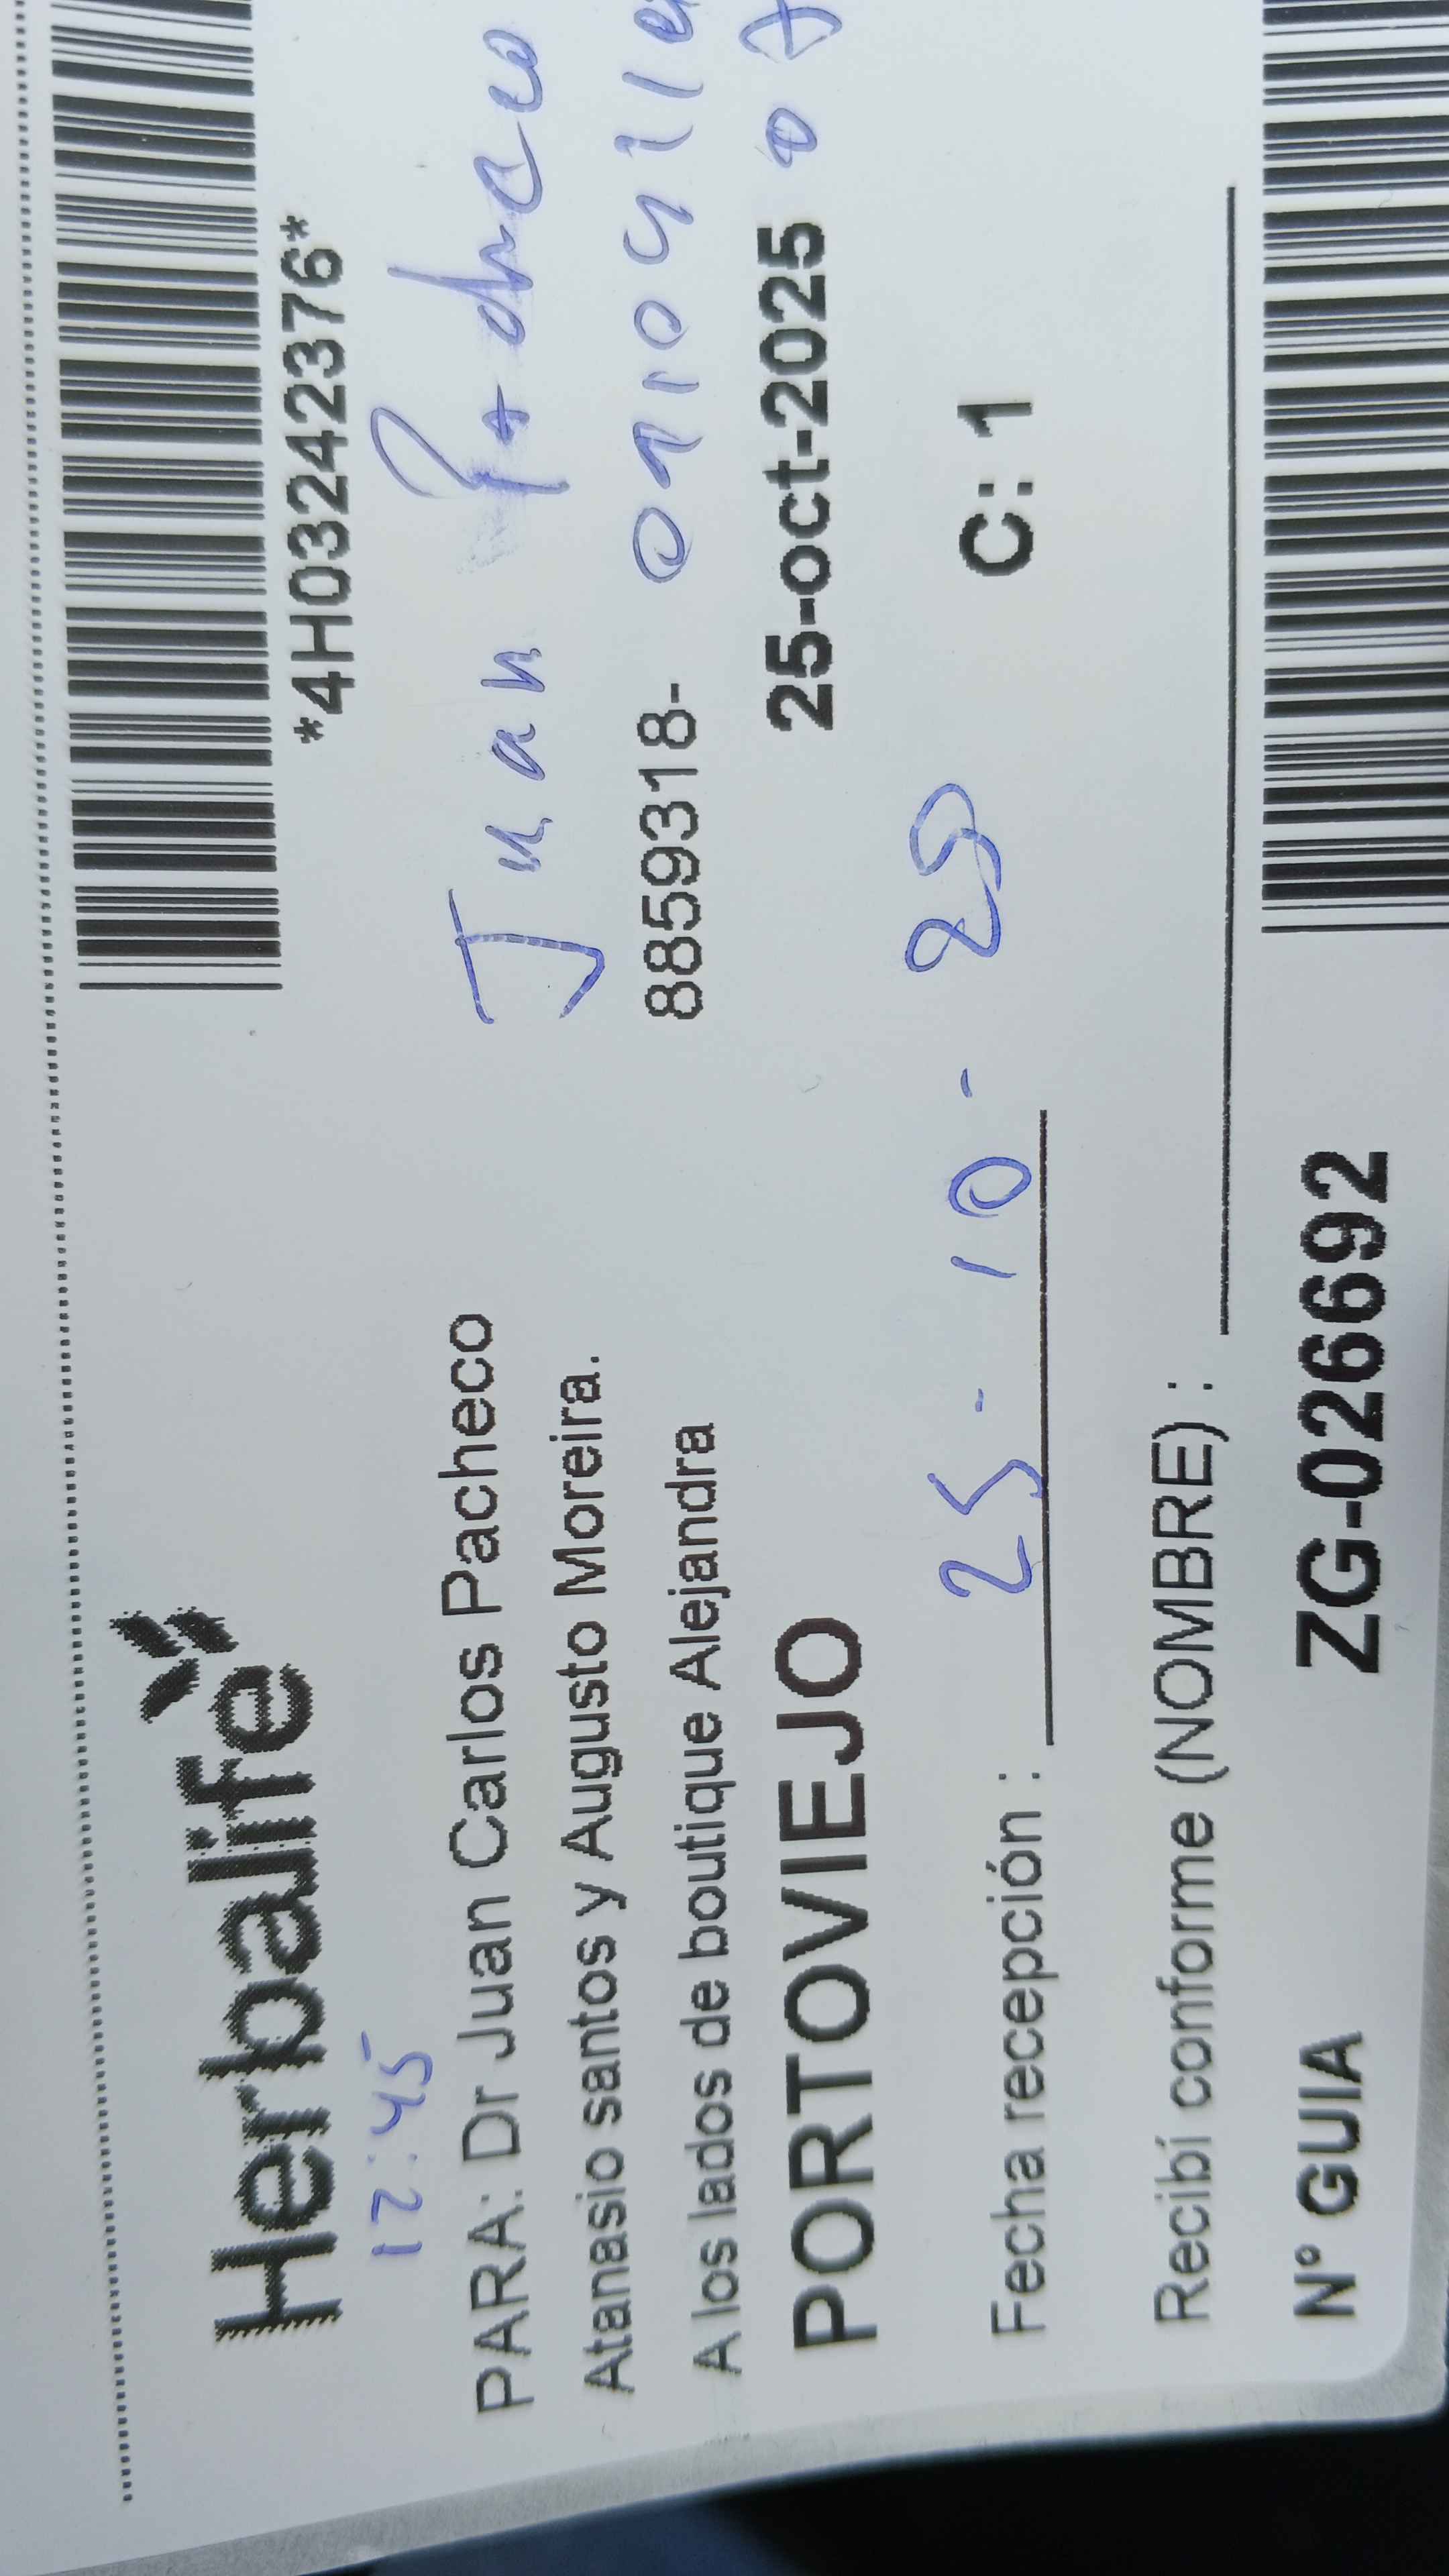 *4H03242376*
Herbalife
12:45
PARA: Dr Juan Carlos Pacheco
Juan Pacheco
Atanasio santos y Augusto Moreira.
8859318-
A los lados de boutique Alejandra
PORTOVIEJO
25-oct-2025
Fecha recepción : 25-10-25
C: 1
Recibí conforme (NOMBRE) :
N° GUIA ZG-026692